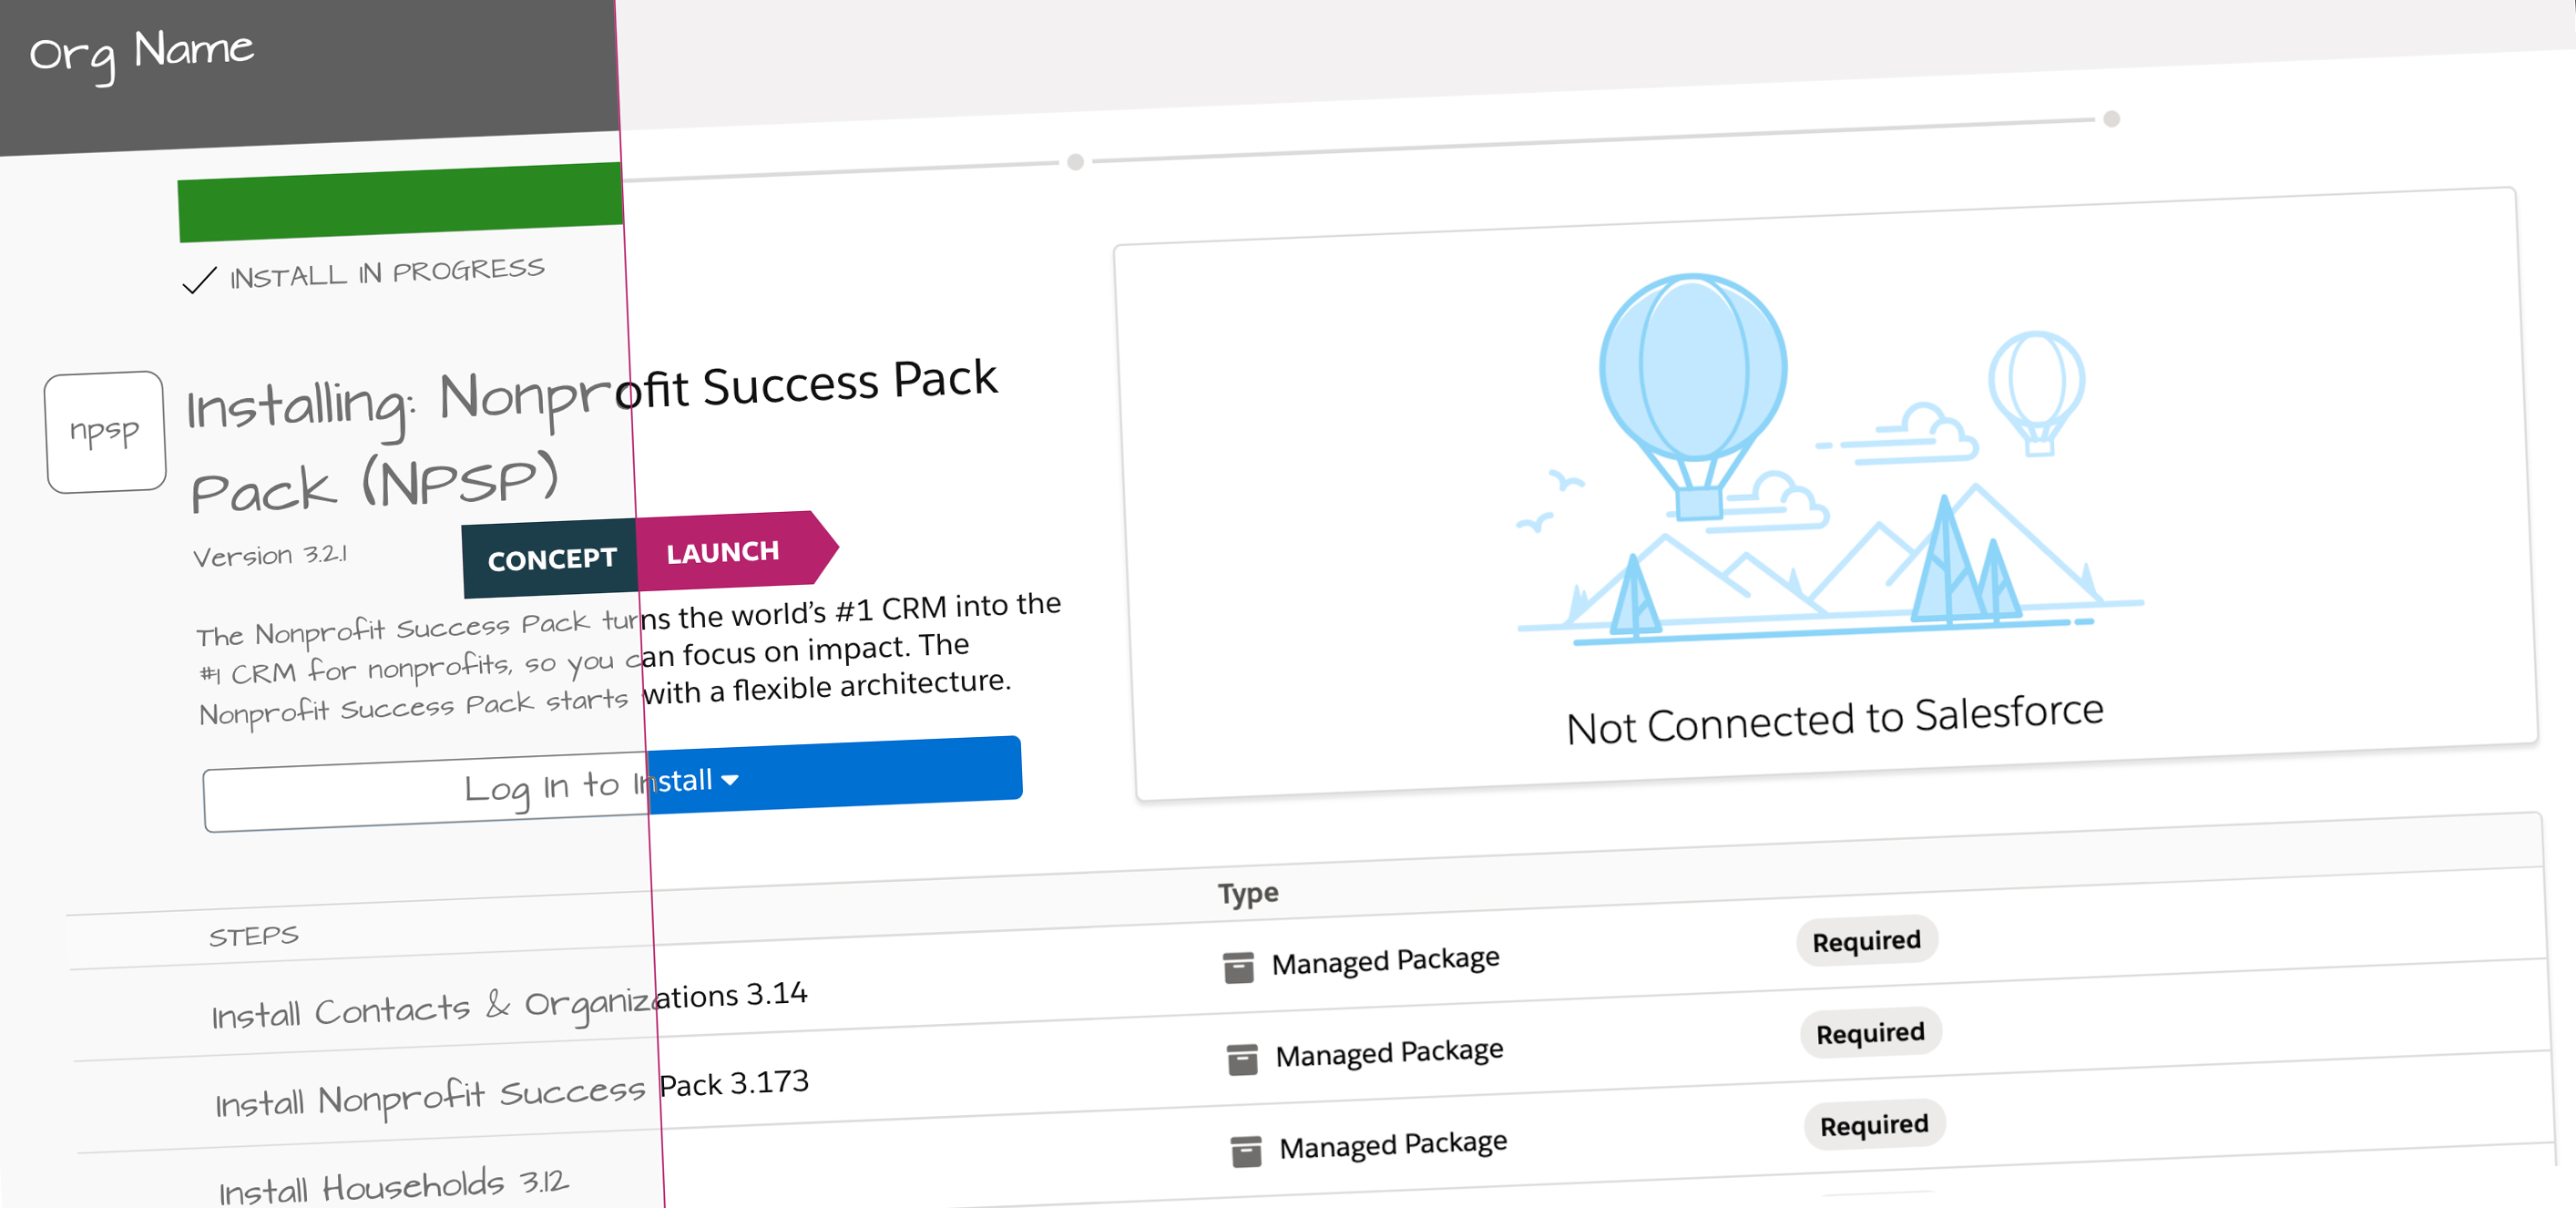 Org Name
INSTALL IN PROGRESS
npsp
Installing: Nonprofit Success Pack
Pack (NPSP)
Version 3.2.1
CONCEPT LAUNCH
The Nonprofit Success Pack turns the world's #1 CRM into the
#1 CRM for nonprofits, so you can focus on impact. The
Nonprofit Success Pack starts with a flexible architecture.
Log In to Install
Not Connected to Salesforce
STEPS Type
Install Contacts & Organizations 3.14 Managed Package Required
Install Nonprofit Success Pack 3.173 Managed Package Required
Install Households 3.12 Managed Package Required